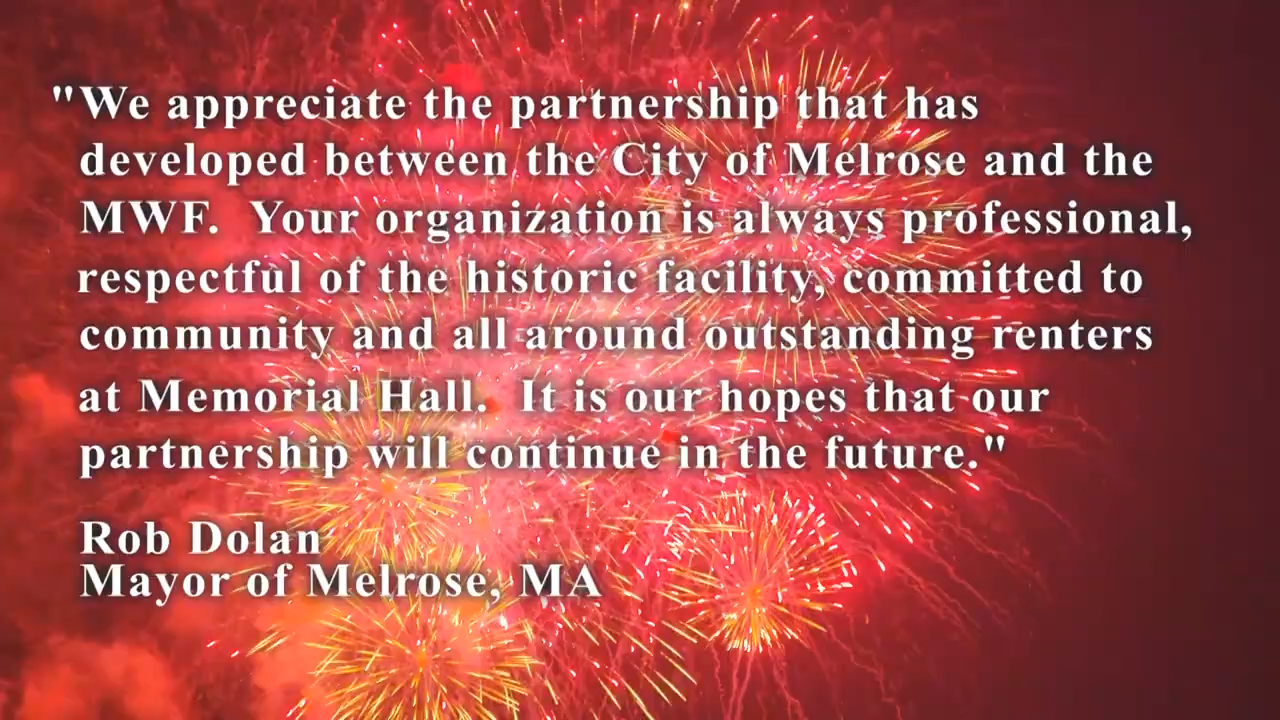 "We appreciate the partnership that has
developed between the City of Melrose and the
MWF.  Your organization is always professional,
respectful of the historic facility, committed to
community and all around outstanding renters
at Memorial Hall.  It is our hopes that our
partnership will continue in the future."
Rob Dolan
Mayor of Melrose, MA